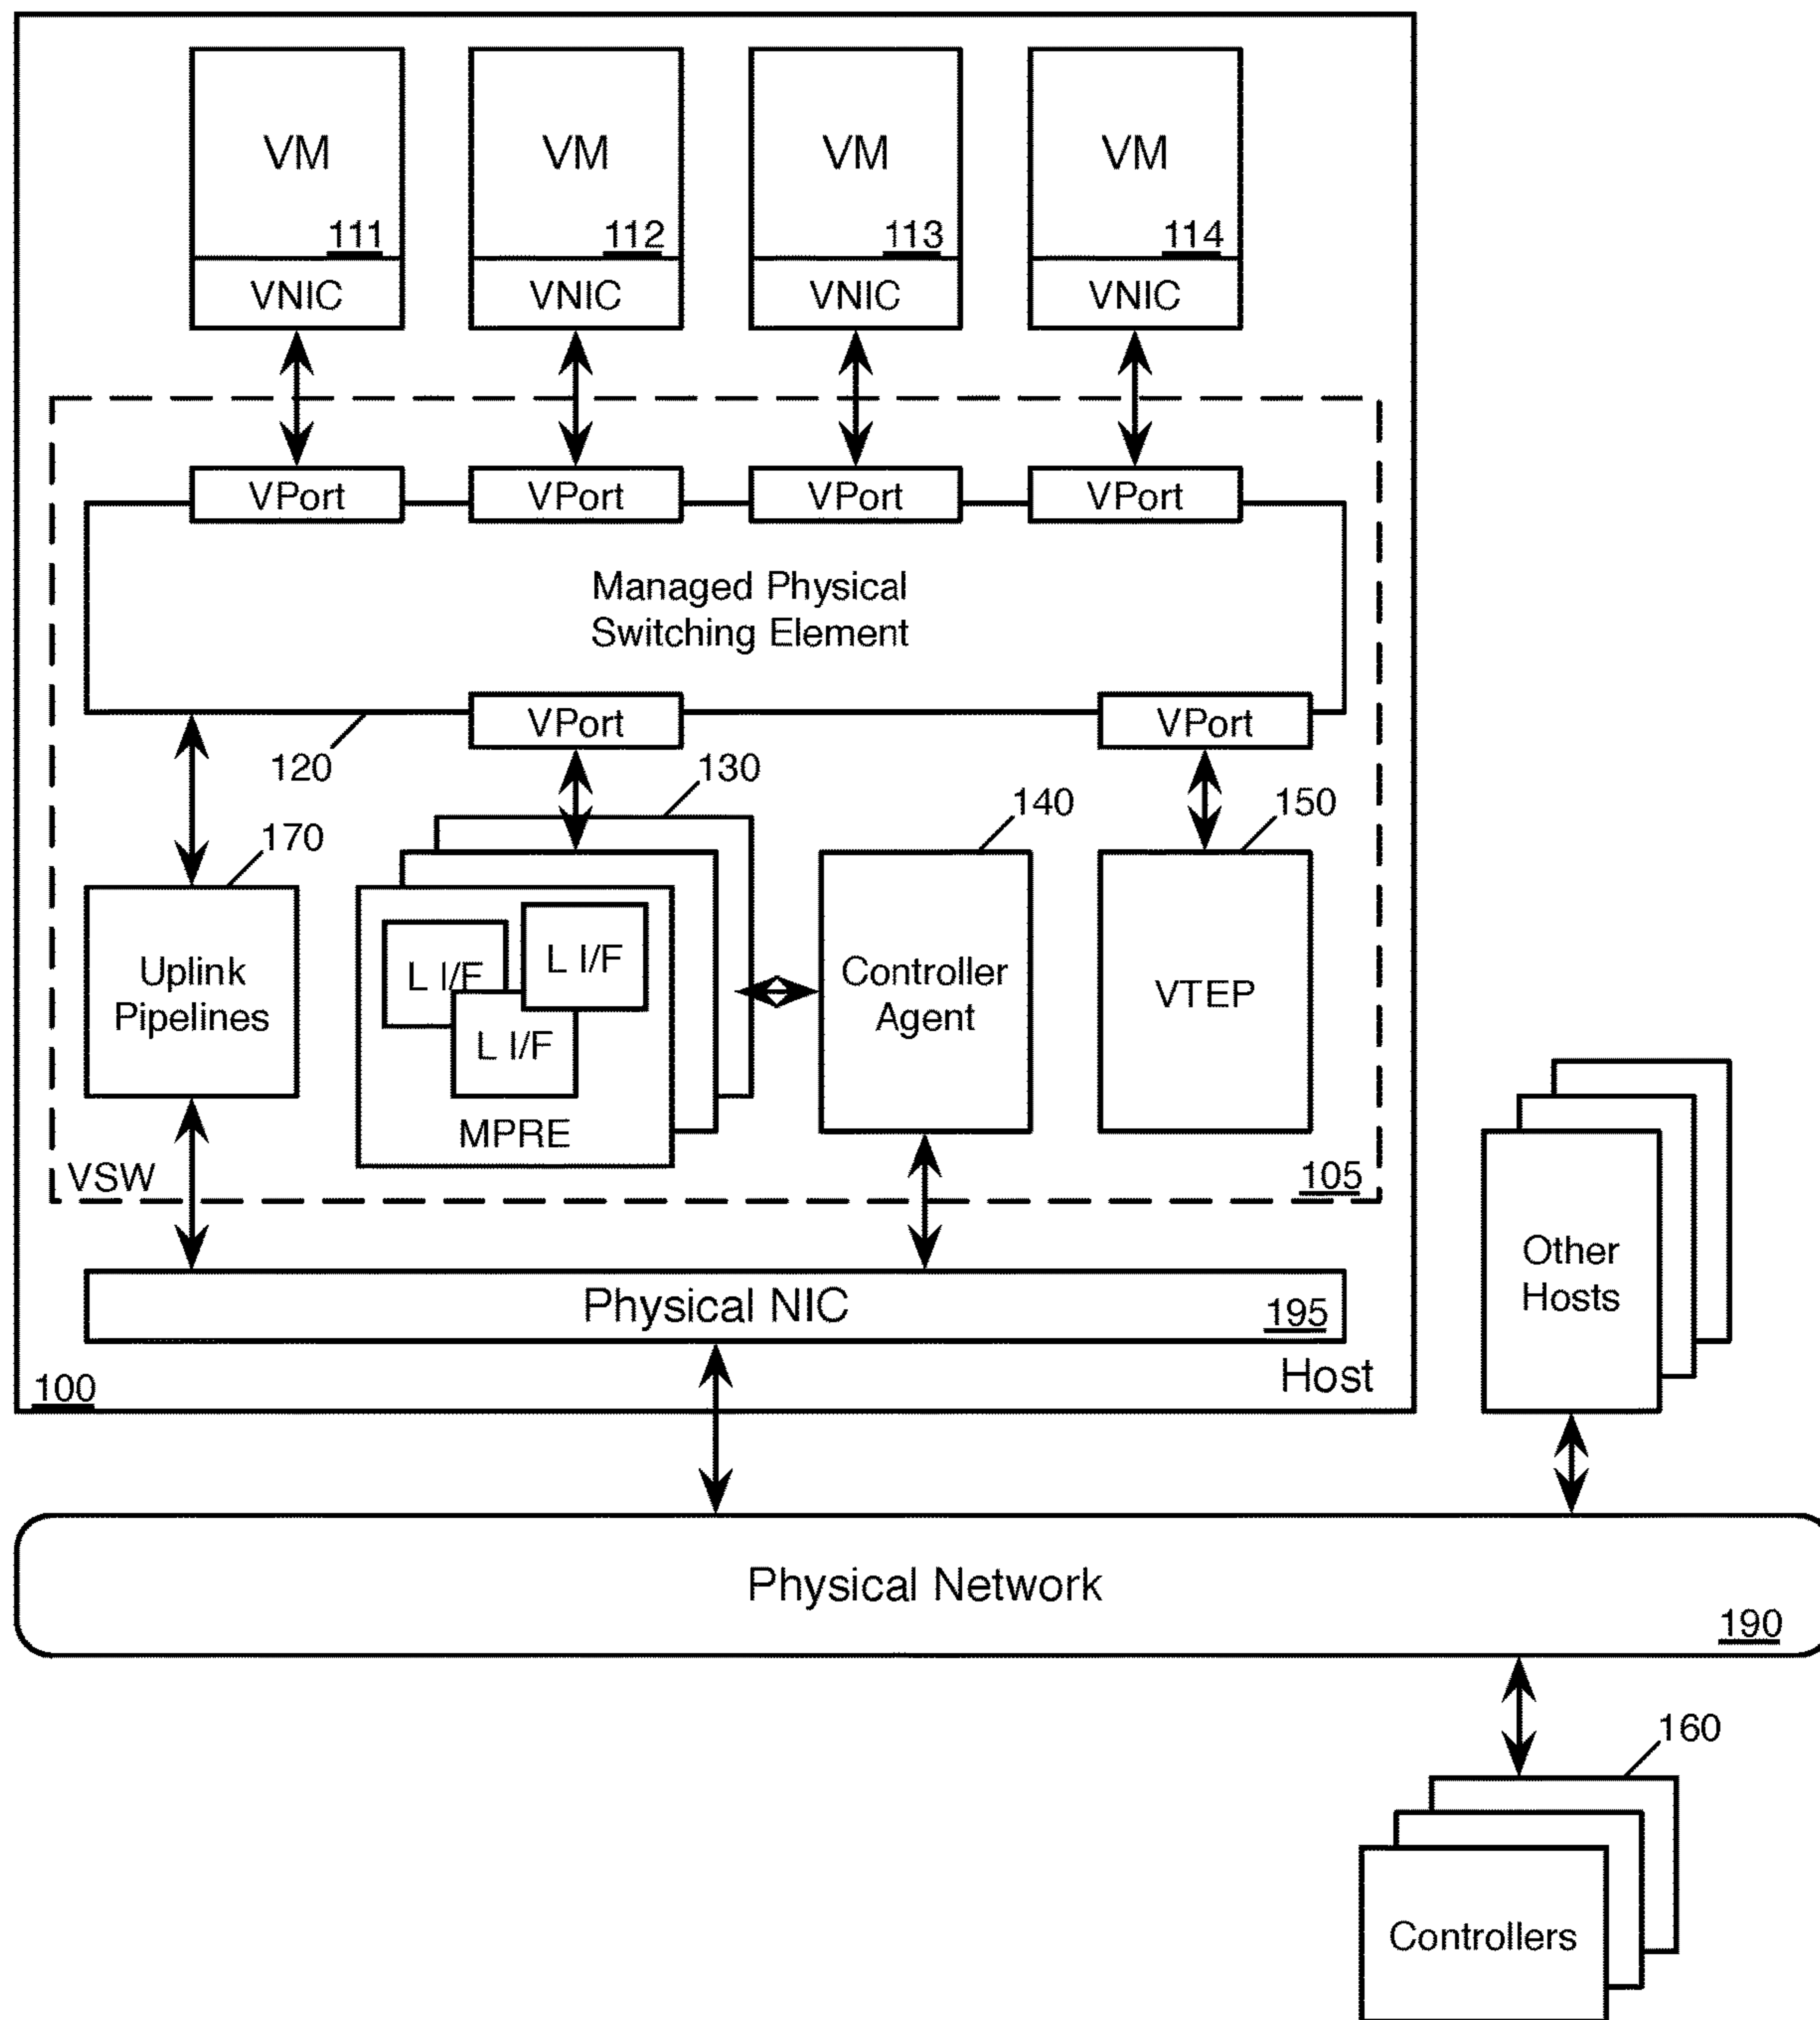 VM
VM
VM
VM
111
112
113
114
VNIC
VNIC
VNIC
VNIC
VPort
VPort
VPort
VPort
Managed Physical
Switching Element
VPort
VPort
120
130
140
150
170
Uplink
Pipelines
L I/F
L I/F
L I/F
MPRE
Controller
Agent
VTEP
VSW
105
Physical NIC
195
Host
100
Other
Hosts
Physical Network
190
160
Controllers